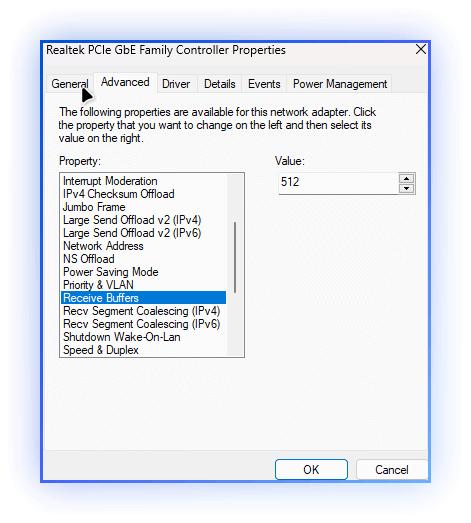 Realtek PCIe GbE Family Controller Properties
General Advanced Driver Details Events Power Management
The following properties are available for this network adapter. Click
the property that you want to change on the left and then select its
value on the right.
Property:
Value:
512
Interrupt Moderation
IPv4 Checksum Offload
Jumbo Frame
Large Send Offload v2 (IPv4)
Large Send Offload v2 (IPv6)
Network Address
NS Offload
Power Saving Mode
Priority & VLAN
Receive Buffers
Recv Segment Coalescing (IPv4)
Recv Segment Coalescing (IPv6)
Shutdown Wake-On-Lan
Speed & Duplex
OK Cancel